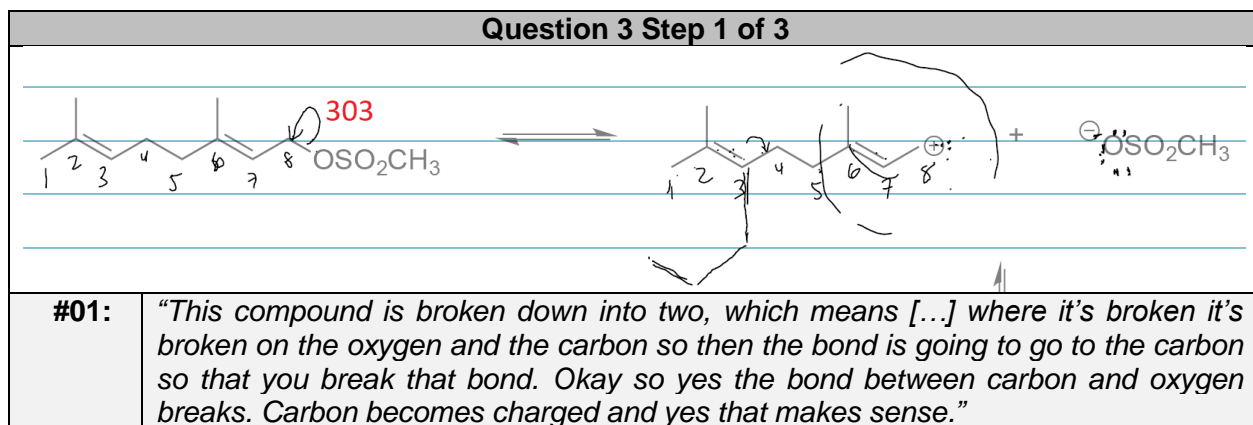 Question 3 Step 1 of 3
303
OSO₂CH₃
1 2 3 4 5 6 7 8
+
⊕
⊖
OSO₂CH₃
1 2 3 4 5 6 7 8
#01: “This compound is broken down into two, which means […] where it’s broken it’s
broken on the oxygen and the carbon so then the bond is going to go to the carbon
so that you break that bond. Okay so yes the bond between carbon and oxygen
breaks. Carbon becomes charged and yes that makes sense.”